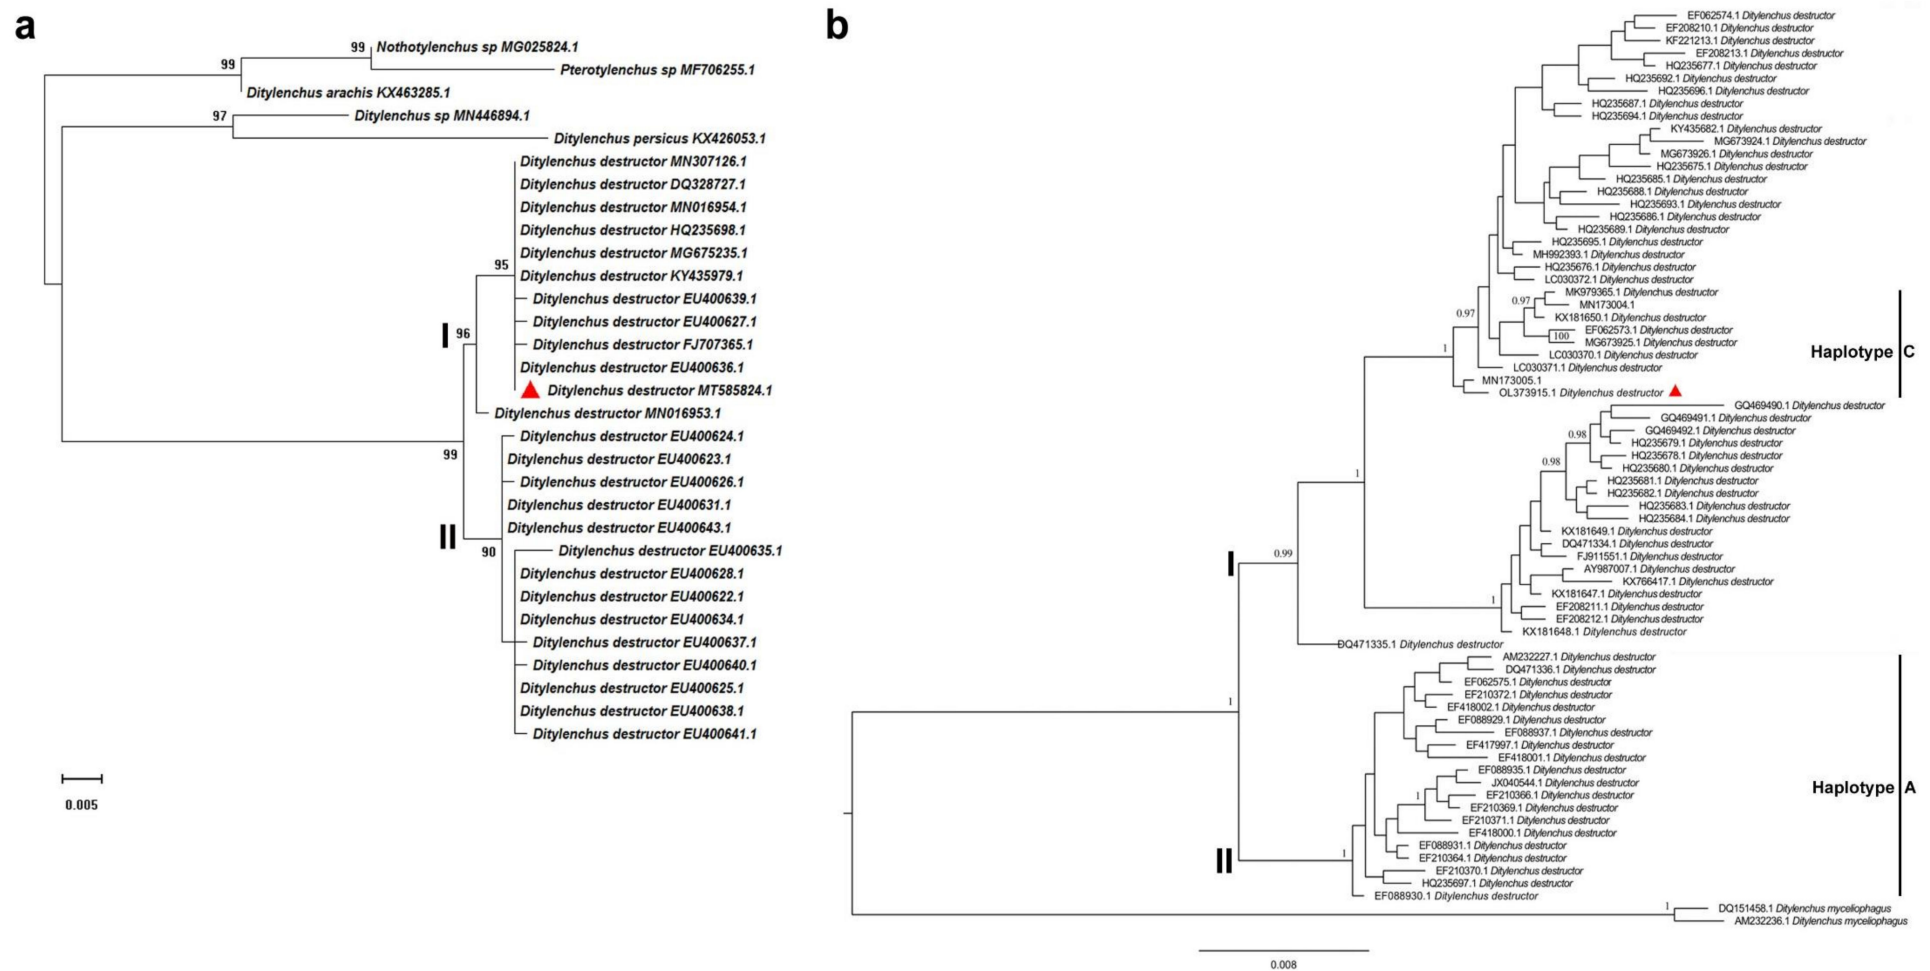 a
99
Nothotylenchus sp MG025824.1
99
Pterotylenchus sp MF706255.1
Ditylenchus arachis KX463285.1
97
Ditylenchus sp MN446894.1
Ditylenchus persicus KX426053.1
Ditylenchus destructor MN307126.1
Ditylenchus destructor DQ328727.1
Ditylenchus destructor MN016954.1
Ditylenchus destructor HQ235698.1
Ditylenchus destructor MG675235.1
95
Ditylenchus destructor KY435979.1
Ditylenchus destructor EU400639.1
Ditylenchus destructor EU400627.1
I
96
Ditylenchus destructor FJ707365.1
Ditylenchus destructor EU400636.1
Ditylenchus destructor MT585824.1
Ditylenchus destructor MN016953.1
Ditylenchus destructor EU400624.1
99
Ditylenchus destructor EU400623.1
Ditylenchus destructor EU400626.1
Ditylenchus destructor EU400631.1
Ditylenchus destructor EU400643.1
II
90
Ditylenchus destructor EU400635.1
Ditylenchus destructor EU400628.1
Ditylenchus destructor EU400622.1
Ditylenchus destructor EU400634.1
Ditylenchus destructor EU400637.1
Ditylenchus destructor EU400640.1
Ditylenchus destructor EU400625.1
Ditylenchus destructor EU400638.1
Ditylenchus destructor EU400641.1
0.005
b
EF062574.1 Ditylenchus destructor
EF208210.1 Ditylenchus destructor
KF221213.1 Ditylenchus destructor
EF208213.1 Ditylenchus destructor
HQ235677.1 Ditylenchus destructor
HQ235692.1 Ditylenchus destructor
HQ235696.1 Ditylenchus destructor
HQ235687.1 Ditylenchus destructor
HQ235694.1 Ditylenchus destructor
KY435682.1 Ditylenchus destructor
MG673924.1 Ditylenchus destructor
MG673926.1 Ditylenchus destructor
HQ235675.1 Ditylenchus destructor
HQ235685.1 Ditylenchus destructor
HQ235688.1 Ditylenchus destructor
HQ235693.1 Ditylenchus destructor
HQ235686.1 Ditylenchus destructor
HQ235689.1 Ditylenchus destructor
HQ235695.1 Ditylenchus destructor
MH992393.1 Ditylenchus destructor
HQ235676.1 Ditylenchus destructor
LC030372.1 Ditylenchus destructor
MK979365.1 Ditylenchus destructor
0.97
MN173004.1
0.97
KX181650.1 Ditylenchus destructor
EF062573.1 Ditylenchus destructor
100
MG673925.1 Ditylenchus destructor
1
LC030370.1 Ditylenchus destructor
Haplotype C
LC030371.1 Ditylenchus destructor
MN173005.1
OL373915.1 Ditylenchus destructor
GQ469490.1 Ditylenchus destructor
GQ469491.1 Ditylenchus destructor
0.98
GQ469492.1 Ditylenchus destructor
HQ235679.1 Ditylenchus destructor
0.98
HQ235678.1 Ditylenchus destructor
HQ235680.1 Ditylenchus destructor
1
HQ235681.1 Ditylenchus destructor
HQ235682.1 Ditylenchus destructor
HQ235683.1 Ditylenchus destructor
HQ235684.1 Ditylenchus destructor
KX181649.1 Ditylenchus destructor
DQ471334.1 Ditylenchus destructor
I
0.99
FJ911551.1 Ditylenchus destructor
AY987007.1 Ditylenchus destructor
KX766417.1 Ditylenchus destructor
1
KX181647.1 Ditylenchus destructor
EF208211.1 Ditylenchus destructor
EF208212.1 Ditylenchus destructor
KX181648.1 Ditylenchus destructor
DQ471335.1 Ditylenchus destructor
AM232227.1 Ditylenchus destructor
DQ471336.1 Ditylenchus destructor
EF062575.1 Ditylenchus destructor
1
EF210372.1 Ditylenchus destructor
EF418002.1 Ditylenchus destructor
EF088929.1 Ditylenchus destructor
EF088937.1 Ditylenchus destructor
EF417997.1 Ditylenchus destructor
EF418001.1 Ditylenchus destructor
EF088935.1 Ditylenchus destructor
JX040544.1 Ditylenchus destructor
Haplotype A
1
EF210366.1 Ditylenchus destructor
EF210369.1 Ditylenchus destructor
EF210371.1 Ditylenchus destructor
EF418000.1 Ditylenchus destructor
II
1
EF088931.1 Ditylenchus destructor
EF210364.1 Ditylenchus destructor
EF210370.1 Ditylenchus destructor
HQ235697.1 Ditylenchus destructor
EF088930.1 Ditylenchus destructor
1
DQ151458.1 Ditylenchus myceliophagus
AM232236.1 Ditylenchus myceliophagus
0.008